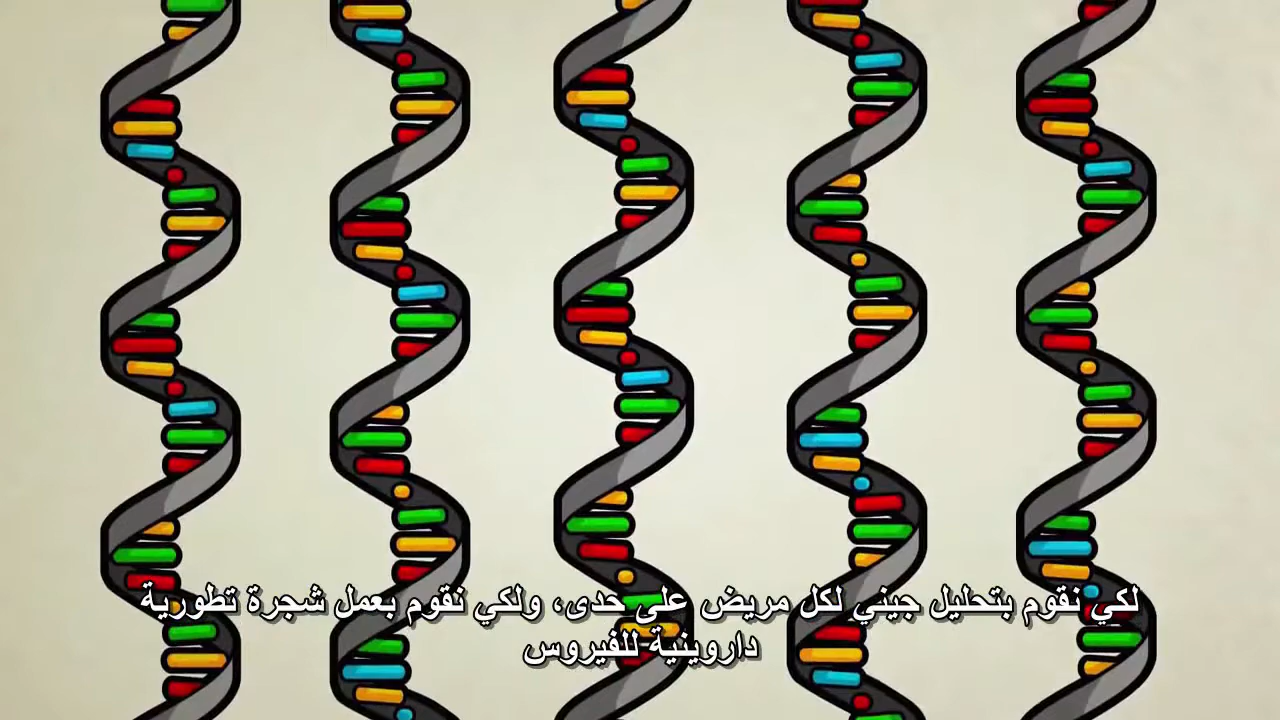 لكي نقوم بتحليل جيني لكل مريض على حدى، ولكي نقوم بعمل شجرة تطورية
داروينية للفيروس